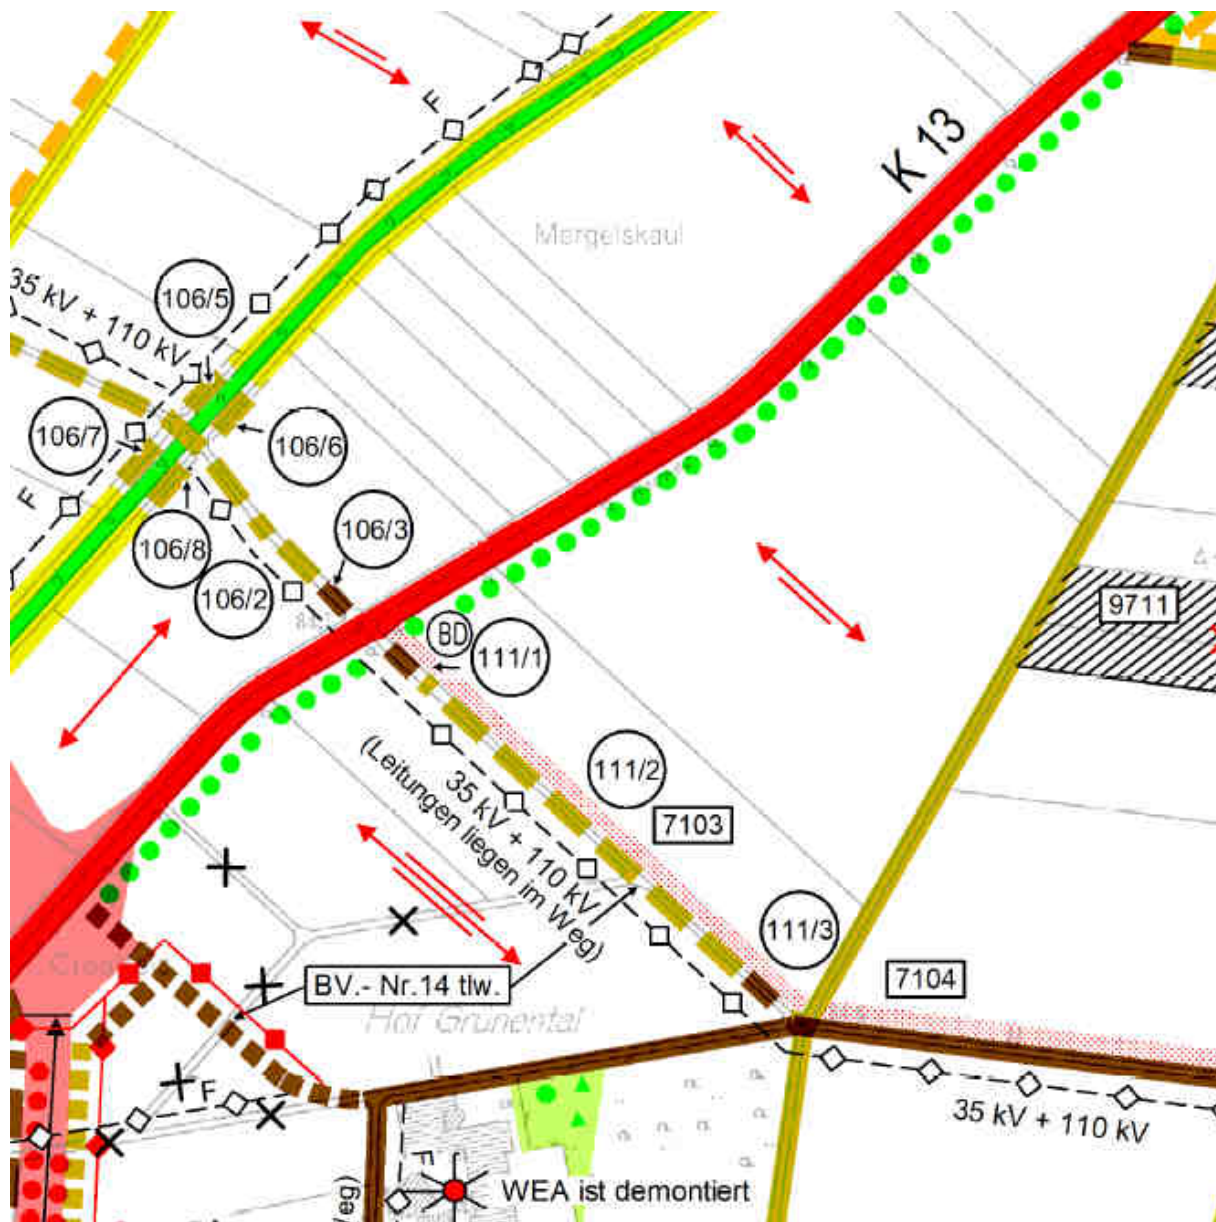 F
K 13
Mergelskaul
106/5
35 kV + 110 kV
106/7
106/6
F
106/3
106/8
106/2
9711
BD
111/1
111/2
7103
35 kV + 110 kV
(Leitungen liegen im Weg)
111/3
7104
BV.- Nr.14 tlw.
Hof Grünental
F
35 kV + 110 kV
F
WEA ist demontiert